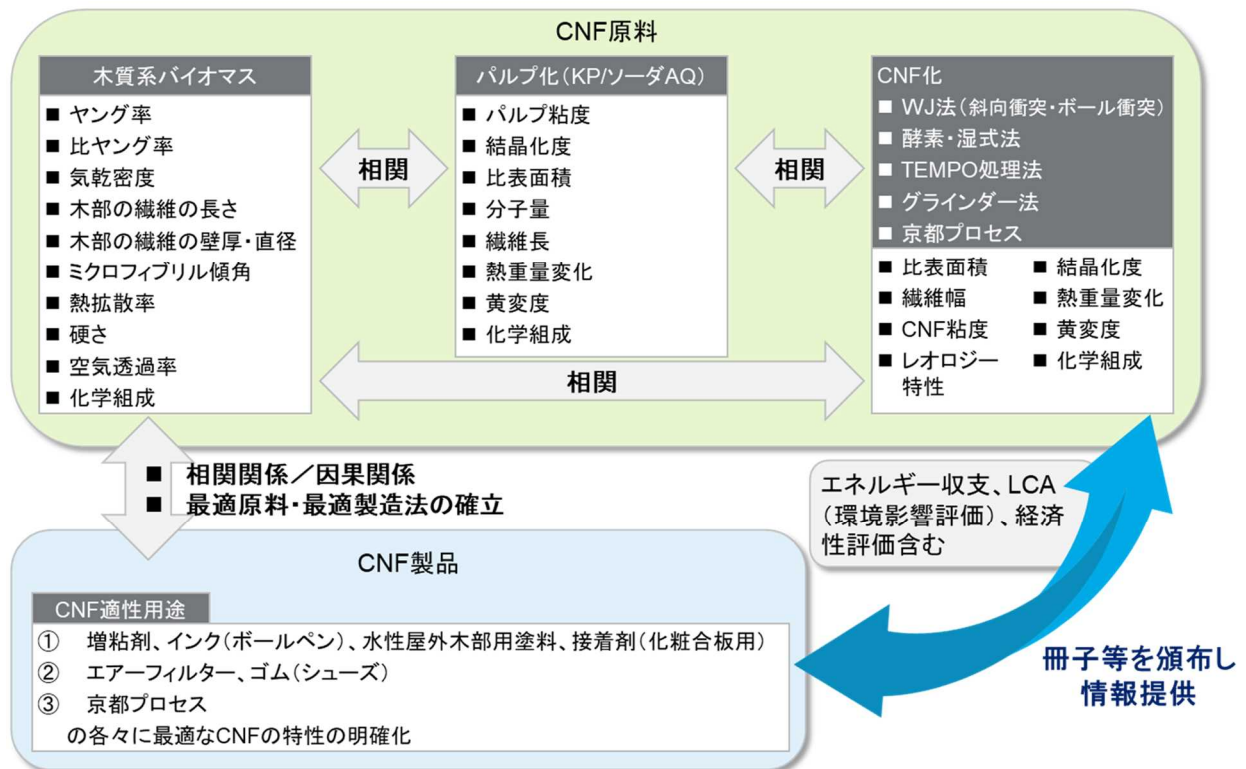 CNF原料
木質系バイオマス
■ ヤング率
■ 比ヤング率
■ 気乾密度
■ 木部の繊維の長さ
■ 木部の繊維の壁厚・直径
■ ミクロフィブリル傾角
■ 熱拡散率
■ 硬さ
■ 空気透過率
■ 化学組成
相関
パルプ化(KP/ソーダAQ)
■ パルプ粘度
■ 結晶化度
■ 比表面積
■ 分子量
■ 繊維長
■ 熱重量変化
■ 黄変度
■ 化学組成
相関
CNF化
■ WJ法(斜向衝突・ボール衝突)
■ 酵素・湿式法
■ TEMPO処理法
■ グラインダー法
■ 京都プロセス
■ 比表面積
■ 繊維幅
■ CNF粘度
■ レオロジー
特性
■ 結晶化度
■ 熱重量変化
■ 黄変度
■ 化学組成
相関
■ 相関関係/因果関係
■ 最適原料・最適製造法の確立
エネルギー収支、LCA
(環境影響評価)、経済
性評価含む
CNF製品
CNF適性用途
① 増粘剤、インク(ボールペン)、水性屋外木部用塗料、接着剤(化粧合板用)
② エアーフィルター、ゴム(シューズ)
③ 京都プロセス
の各々に最適なCNFの特性の明確化
冊子等を頒布し
情報提供